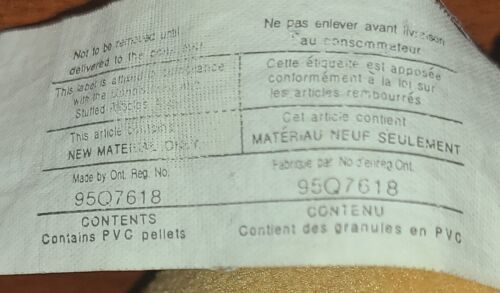 Not to be removed until
delivered to the
This label is affixed in
with the
Stuffed Articles
This article contains
NEW MATERIAL ONLY
Made by Ont. Reg. No.
95Q7618
CONTENTS
Contains PVC pellets
Ne pas enlever avant livraison
au consommateur
Cette étiquette est apposée
conformément à la loi sur
les articles rembourrés
Cet article contient
MATÉRIAU NEUF SEULEMENT
Fabriqué par No d'enreg Ont.
95Q7618
CONTENU
Contient des granules en PVC